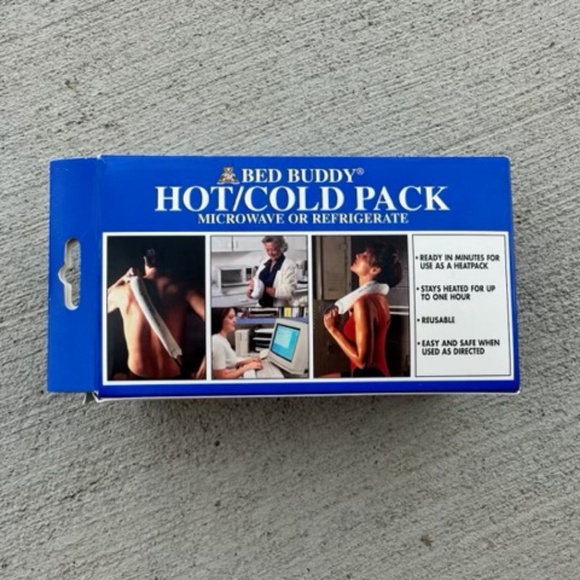 BED BUDDY®
HOT/COLD PACK
MICROWAVE OR REFRIGERATE
• READY IN MINUTES FOR
USE AS A HEATPACK
• STAYS HEATED FOR UP
TO ONE HOUR
• REUSABLE
• EASY AND SAFE WHEN
USED AS DIRECTED